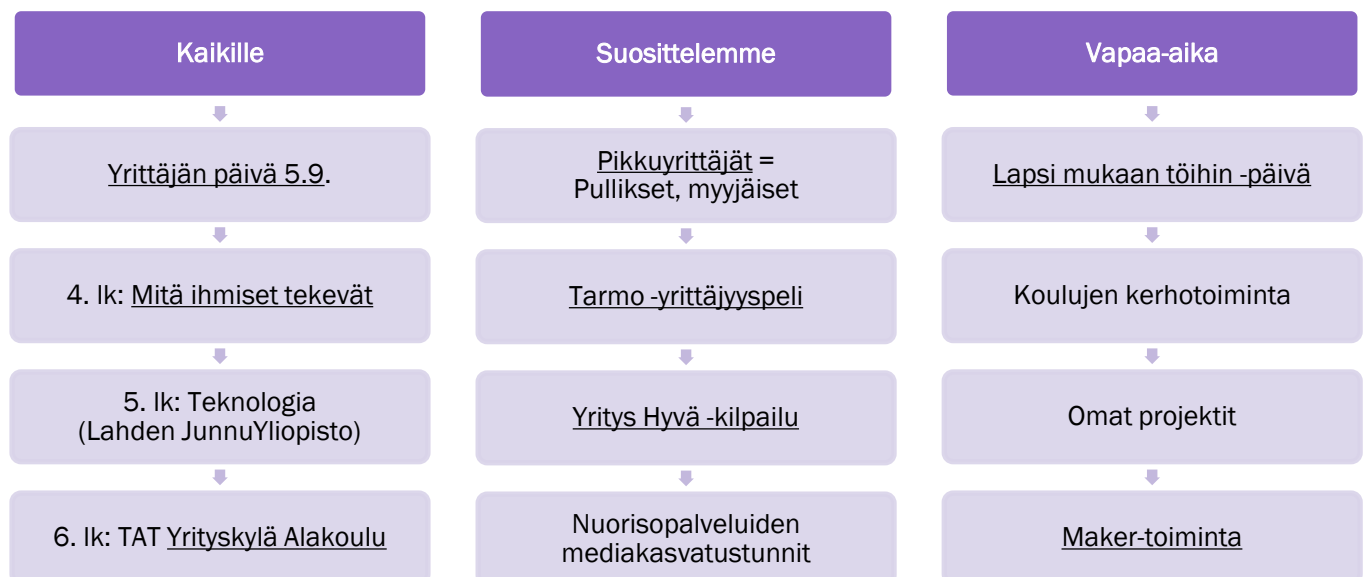 Kaikille
Yrittäjän päivä 5.9.
4. lk: Mitä ihmiset tekevät
5. lk: Teknologia
(Lahden JunnuYliopisto)
6. lk: TAT Yrityskylä Alakoulu
Suosittelemme
Pikkuyrittäjät =
Pullikset, myyjäiset
Tarmo -yrittäjyyspeli
Yritys Hyvä -kilpailu
Nuorisopalveluiden
mediakasvatustunnit
Vapaa-aika
Lapsi mukaan töihin -päivä
Koulujen kerhotoiminta
Omat projektit
Maker-toiminta